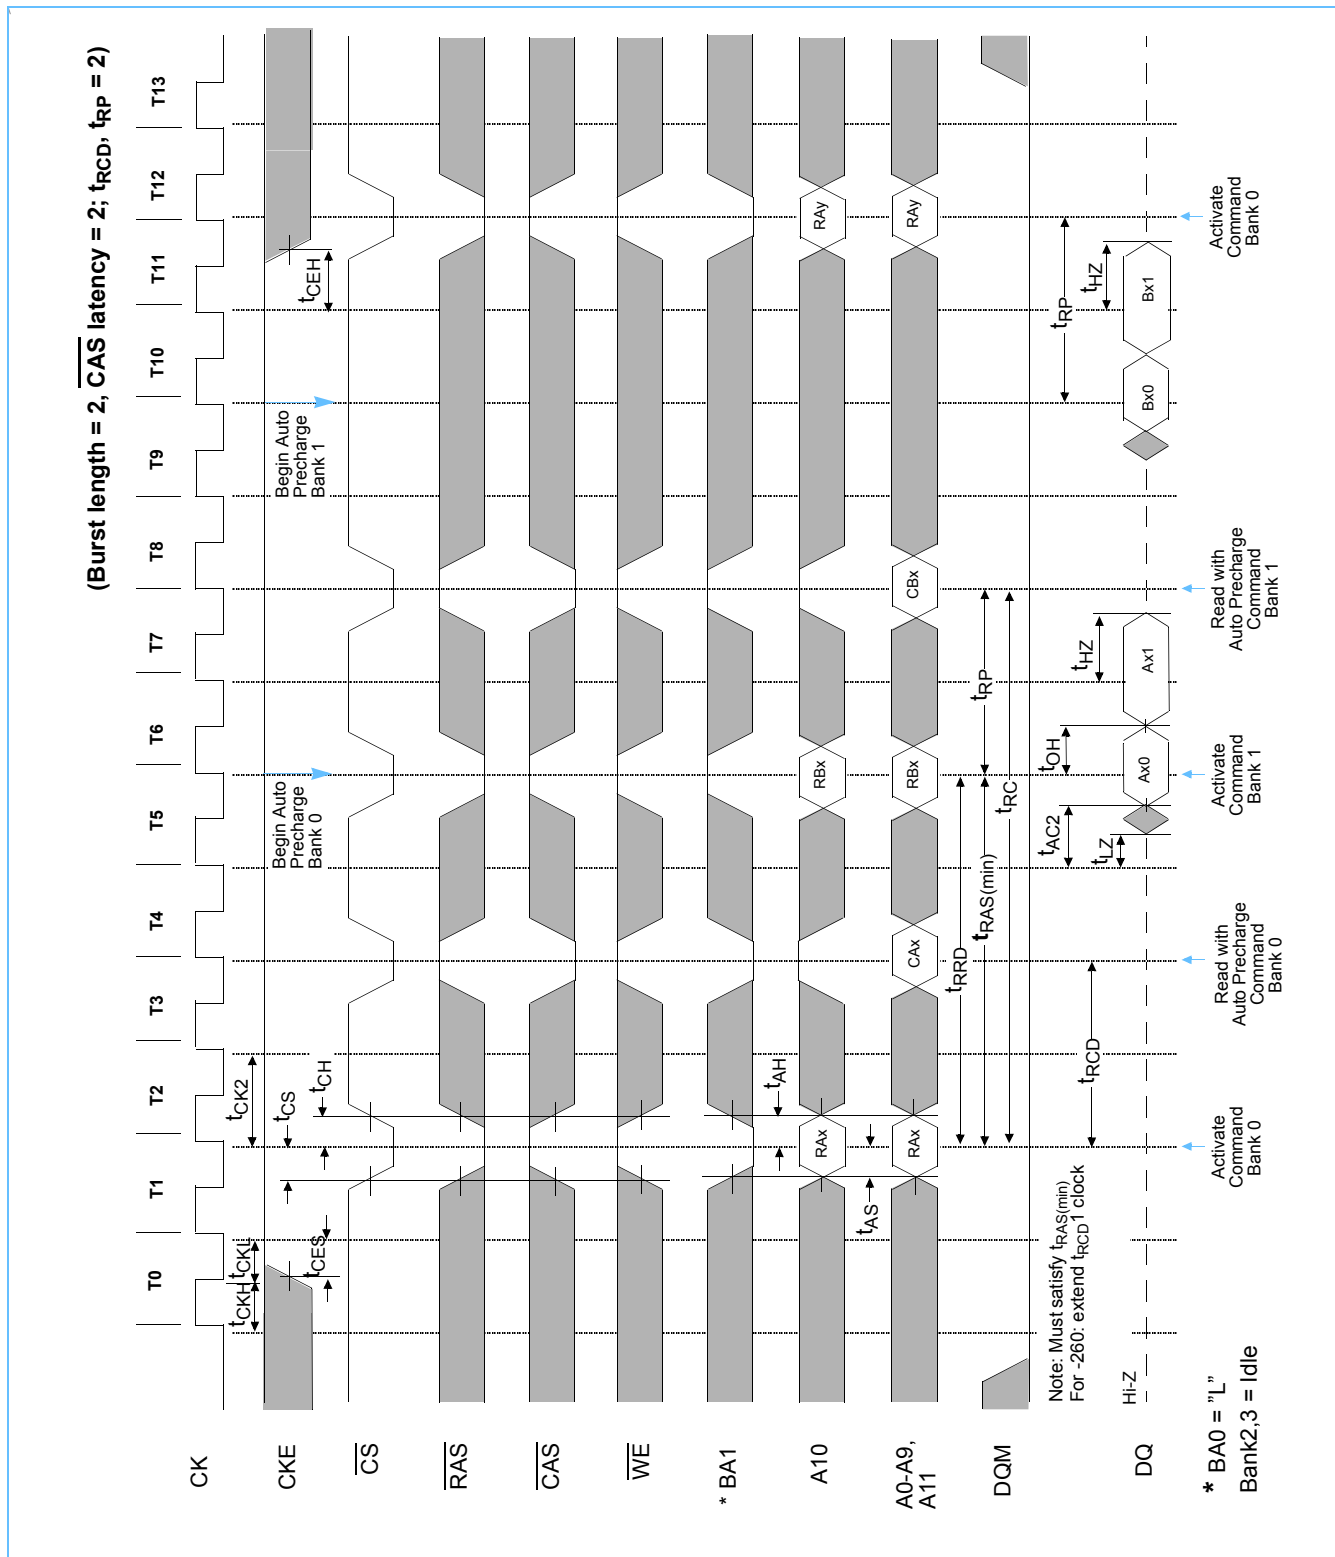 (Burst length = 2, CAS latency = 2; tRCD, tRP = 2)
T0 T1 T2 T3 T4 T5 T6 T7 T8 T9 T10 T11 T12 T13
CK
tCKH tCKL tCK2
CKE
tCES tCS tCH
Begin Auto
Precharge
Bank 0
Begin Auto
Precharge
Bank 1
tCEH
CS
RAS
CAS
WE
* BA1
A10
tAH
RAx RBx RAy
A0-A9,
A11
tAS
RAx CAx RBx CBx RAy
DQM
tRRD
tRAS(min) tRP
tRC
Note: Must satisfy tRAS(min)
For -260: extend tRCD1 clock
tRCD
tAC2
tLZ
tOH
tHZ
tRP
tHZ
DQ
Hi-Z
Ax0 Ax1 Bx0 Bx1
Activate
Command
Bank 0
Read with
Auto Precharge
Command
Bank 0
Activate
Command
Bank 1
Read with
Auto Precharge
Command
Bank 1
Activate
Command
Bank 0
* BA0 = ”L”
Bank2,3 = Idle